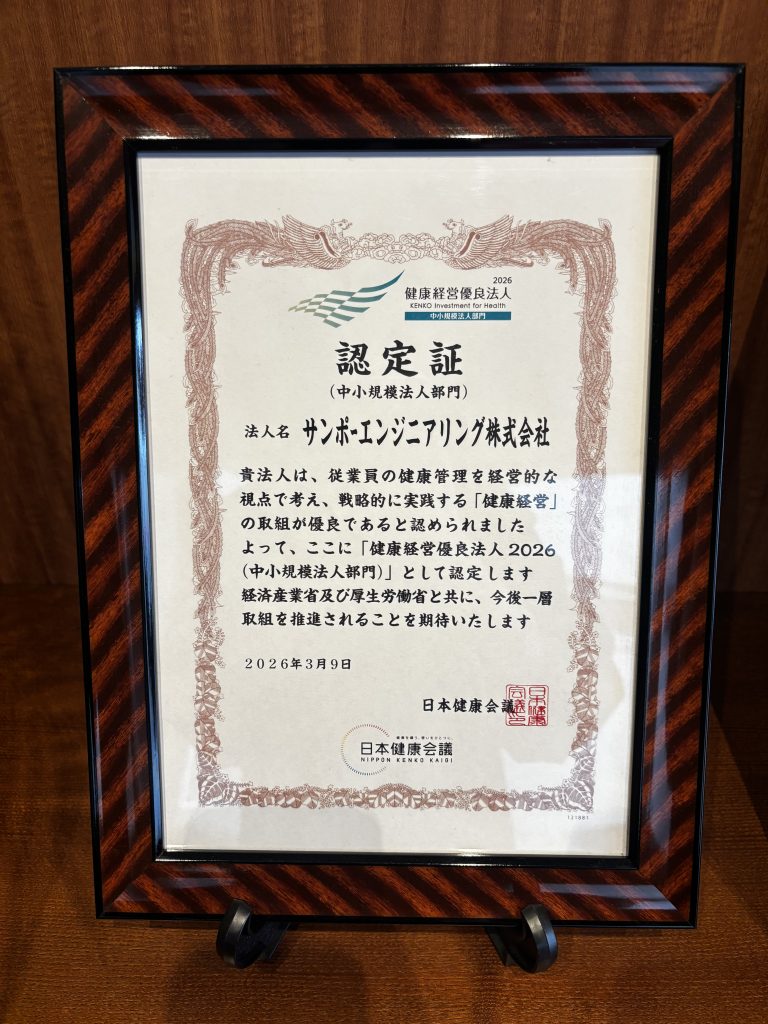 2026
健康経営優良法人
KENKO Investment for Health
中小規模法人部門
認定証
(中小規模法人部門)
法人名 サンポーエンジニアリング株式会社
貴法人は、従業員の健康管理を経営的な
視点で考え、戦略的に実践する「健康経営」
の取組が優良であると認められました
よって、ここに「健康経営優良法人2026
(中小規模法人部門)」として認定します
経済産業省及び厚生労働省と共に、今後一層
取組を推進されることを期待いたします
2026年3月9日
日本健康会議
日本健康会議
NIPPON KENKO KAIGI
121881